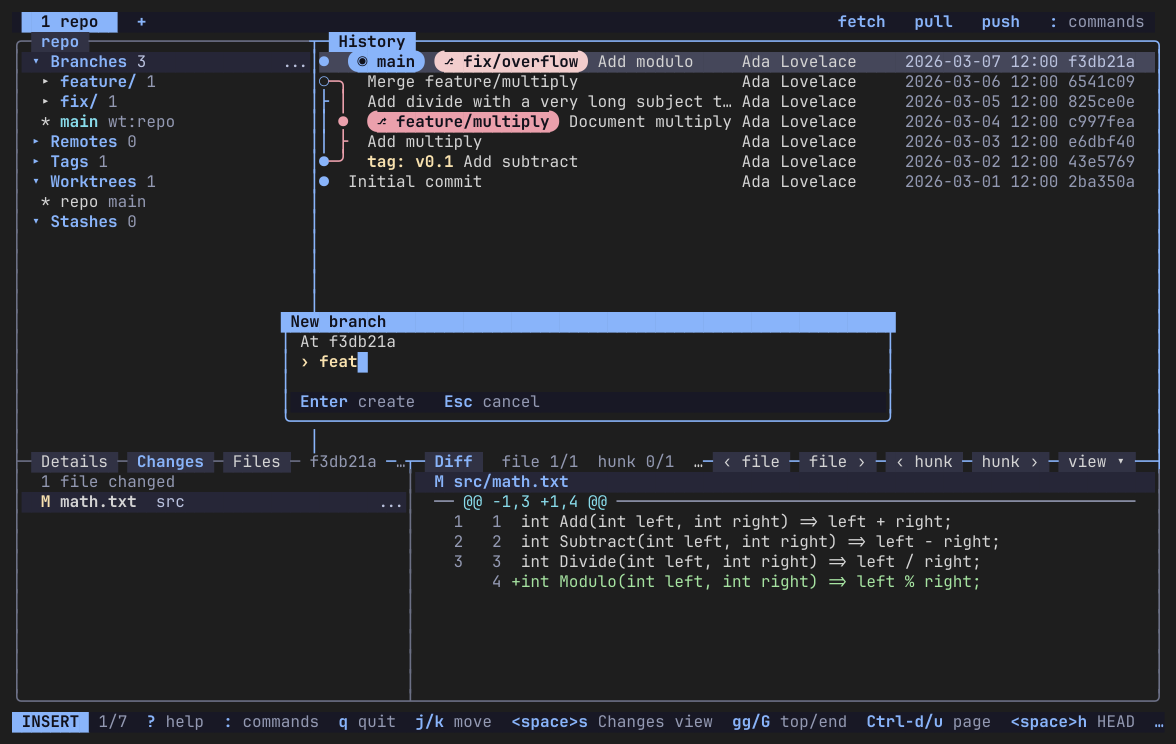 1 repo + fetch pull push : commands
repo
History
▾ Branches 3 ...
▸ feature/ 1
▸ fix/ 1
* main wt:repo
▸ Remotes 0
▸ Tags 1
▾ Worktrees 1
* repo main
▾ Stashes 0
◉ main ⎇ fix/overflow Add modulo Ada Lovelace 2026-03-07 12:00 f3db21a
Merge feature/multiply Ada Lovelace 2026-03-06 12:00 6541c09
Add divide with a very long subject t… Ada Lovelace 2026-03-05 12:00 825ce0e
⎇ feature/multiply Document multiply Ada Lovelace 2026-03-04 12:00 c997fea
Add multiply Ada Lovelace 2026-03-03 12:00 e6dbf40
tag: v0.1 Add subtract Ada Lovelace 2026-03-02 12:00 43e5769
Initial commit Ada Lovelace 2026-03-01 12:00 2ba350a
New branch
At f3db21a
› feat
Enter create Esc cancel
Details Changes Files f3db21a …
1 file changed
M math.txt src ...
Diff file 1/1 hunk 0/1 … ‹ file file › ‹ hunk hunk › view ▾
M src/math.txt
@@ -1,3 +1,4 @@
1 1 int Add(int left, int right) => left + right;
2 2 int Subtract(int left, int right) => left - right;
3 3 int Divide(int left, int right) => left / right;
4 +int Modulo(int left, int right) => left % right;
INSERT 1/7 ? help : commands q quit j/k move <space>s Changes view gg/G top/end Ctrl-d/u page <space>h HEAD …